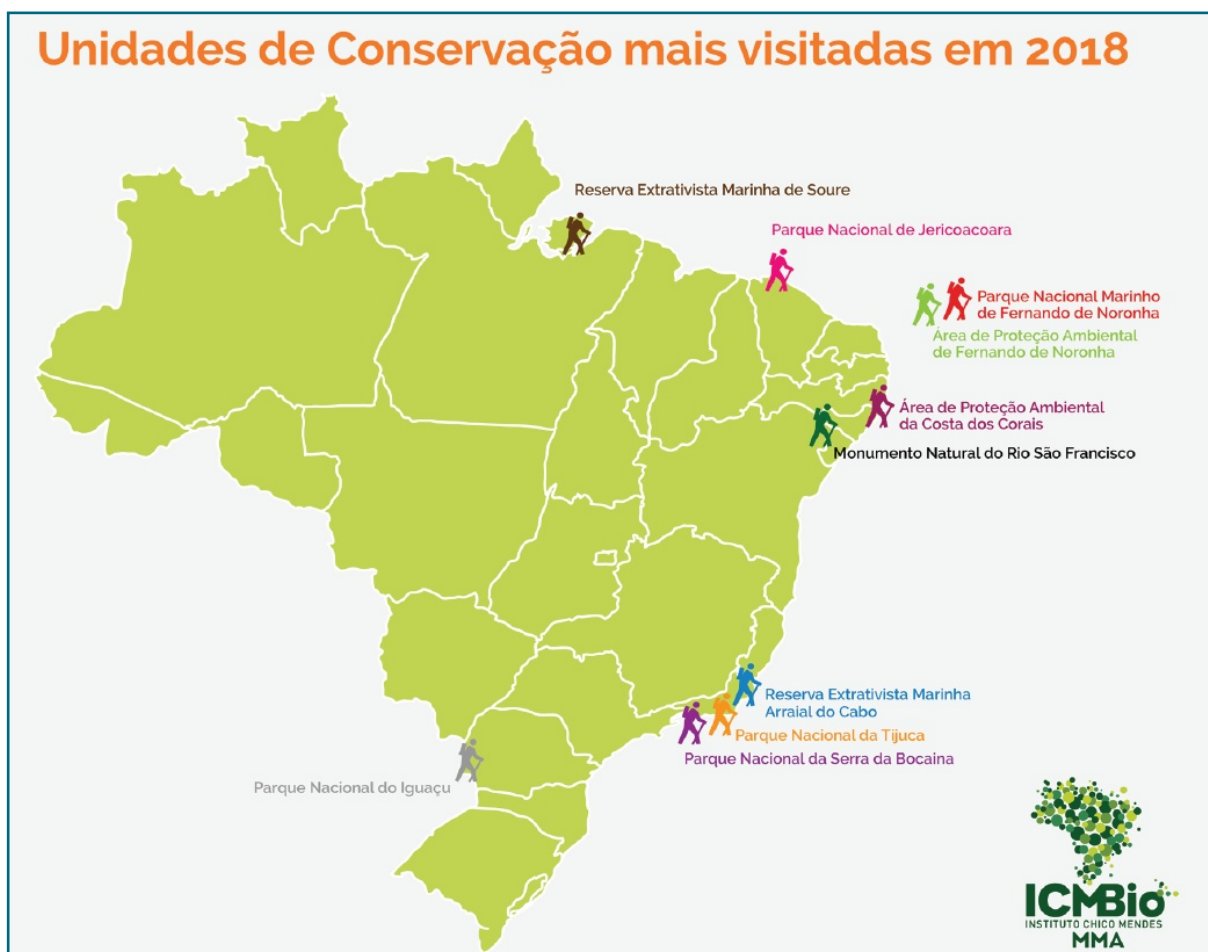 Unidades de Conservação mais visitadas em 2018
Reserva Extrativista Marinha de Soure
Parque Nacional de Jericoacoara
Parque Nacional Marinho
de Fernando de Noronha
Área de Proteção Ambiental
de Fernando de Noronha
Área de Proteção Ambiental
da Costa dos Corais
Monumento Natural do Rio São Francisco
Reserva Extrativista Marinha
Arraial do Cabo
Parque Nacional da Tijuca
Parque Nacional da Serra da Bocaina
Parque Nacional do Iguaçu
ICMBio
INSTITUTO CHICO MENDES
MMA